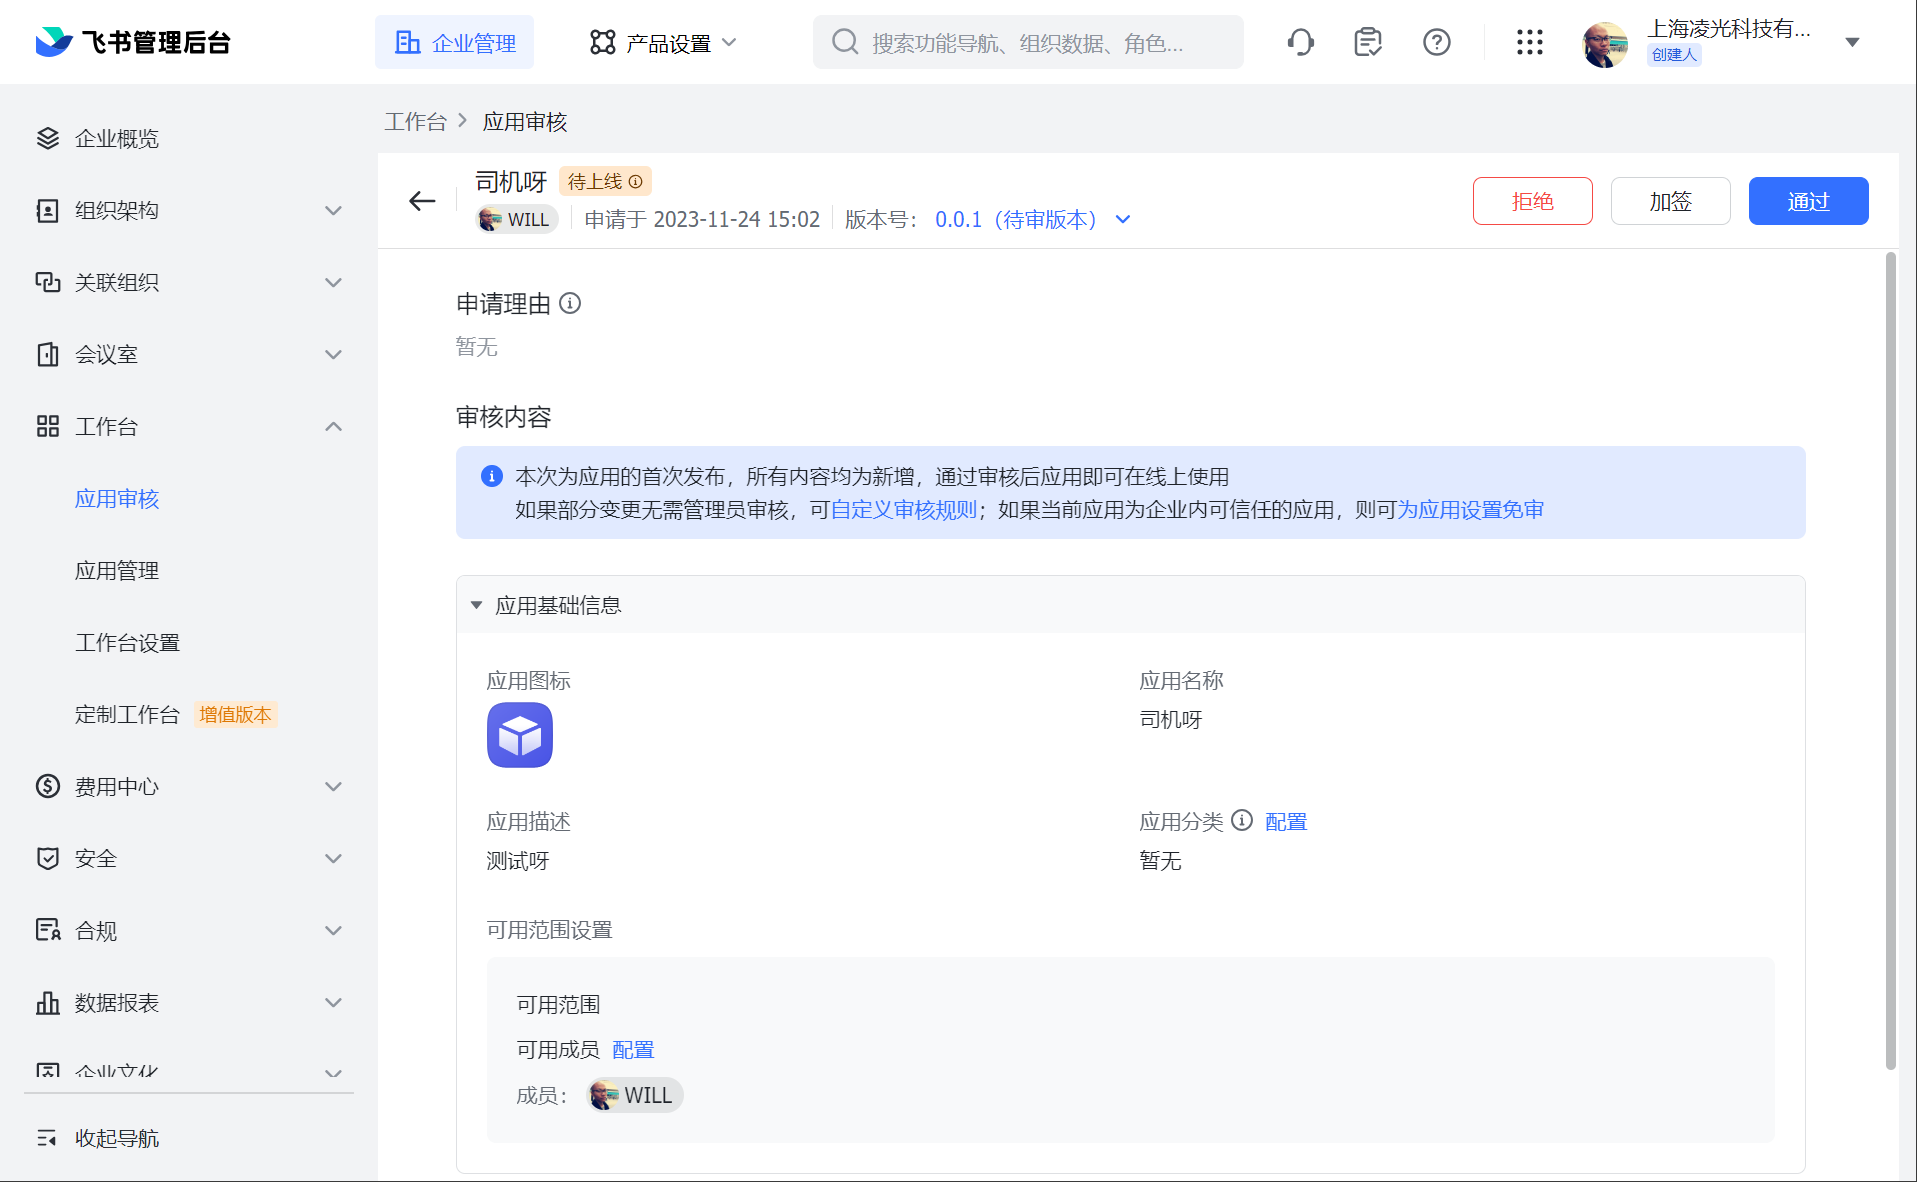 飞书管理后台
企业管理
产品设置
搜索功能导航、组织数据、角色...
上海凌光科技有...
创建人
企业概览
组织架构
关联组织
会议室
工作台
应用审核
应用管理
工作台设置
定制工作台 增值版本
费用中心
安全
合规
数据报表
企业文化
收起导航
工作台 > 应用审核
司机呀 待上线
WILL 申请于 2023-11-24 15:02 版本号： 0.0.1（待审版本）
拒绝
加签
通过
申请理由
暂无
审核内容
本次为应用的首次发布，所有内容均为新增，通过审核后应用即可在线上使用
如果部分变更无需管理员审核，可自定义审核规则；如果当前应用为企业内可信任的应用，则可为应用设置免审
应用基础信息
应用图标
应用名称
司机呀
应用描述
测试呀
应用分类 配置
暂无
可用范围设置
可用范围
可用成员 配置
成员： WILL